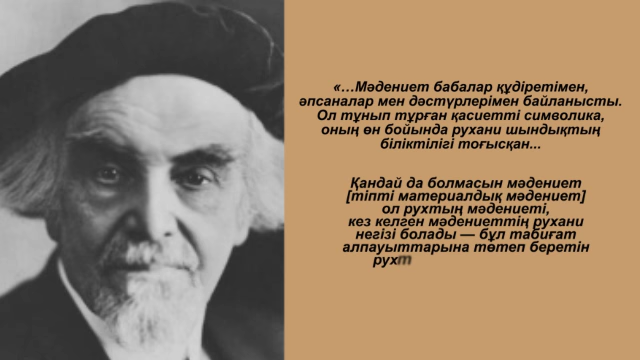 «...Мәдениет бабалар құдіретімен,
әпсаналар мен дәстүрлерімен байланысты.
Ол тұнып тұрған қасиетті символика,
оның өн бойында рухани шындықтың
біліктілігі тоғысқан...
Қандай да болмасын мәдениет
[тіпті материалдық мәдениет]
ол рухтың мәдениеті,
кез келген мәдениеттің рухани
негізі болады — бұл табиғат
алпауыттарына төтеп беретін
рухт